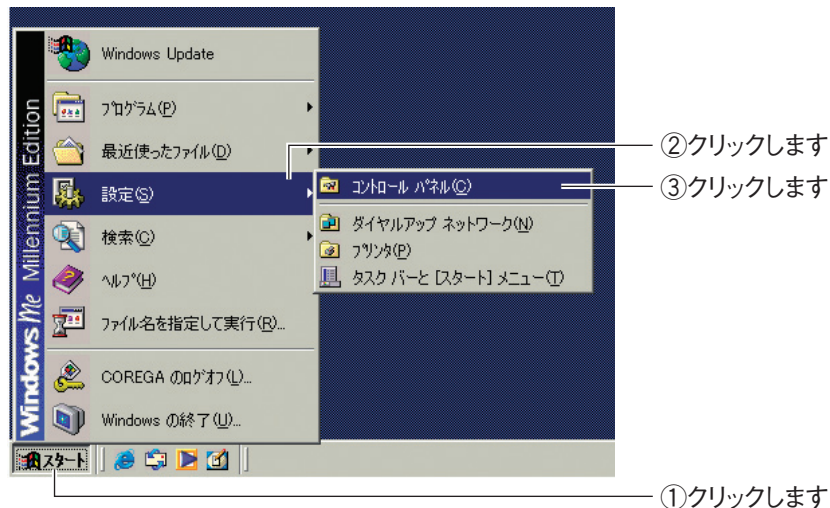 Windows Me Millennium Edition
Windows Update
プログラム(P)
最近使ったファイル(D)
設定(S)
検索(C)
ヘルプ(H)
ファイル名を指定して実行(R)...
COREGA のログオフ(L)...
Windows の終了(U)...
コントロール パネル(C)
ダイヤルアップ ネットワーク(N)
プリンタ(P)
タスク バーと [スタート] メニュー(T)
スタート
②クリックします
③クリックします
①クリックします